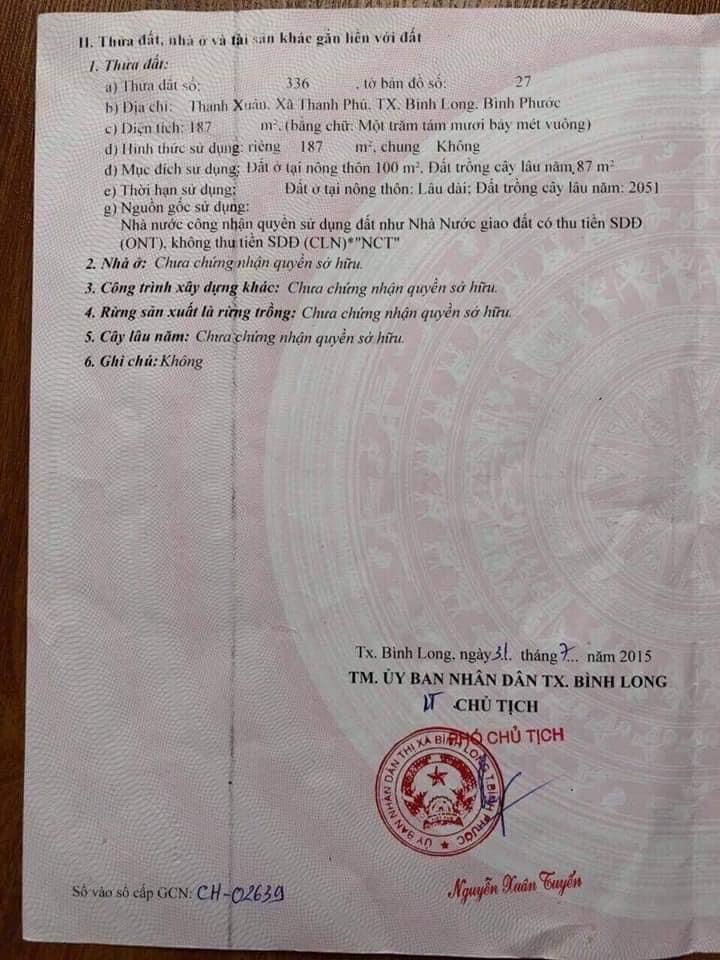 II. Thửa đất, nhà ở và tài sản khác gắn liền với đất
1. Thửa đất:
a) Thửa đất số: 336 , tờ bản đồ số: 27
b) Địa chỉ: Thanh Xuân, Xã Thanh Phú, TX. Bình Long, Bình Phước
c) Diện tích: 187 m², (bằng chữ: Một trăm tám mươi bảy mét vuông)
d) Hình thức sử dụng: riêng 187 m², chung Không
đ) Mục đích sử dụng: Đất ở tại nông thôn 100 m², Đất trồng cây lâu năm 87 m²
e) Thời hạn sử dụng: Đất ở tại nông thôn: Lâu dài; Đất trồng cây lâu năm: 2051
g) Nguồn gốc sử dụng:
Nhà nước công nhận quyền sử dụng đất như Nhà Nước giao đất có thu tiền SDĐ
(ONT), không thu tiền SDĐ (CLN)*"NCT"
2. Nhà ở: Chưa chứng nhận quyền sở hữu.
3. Công trình xây dựng khác: Chưa chứng nhận quyền sở hữu.
4. Rừng sản xuất là rừng trồng: Chưa chứng nhận quyền sở hữu.
5. Cây lâu năm: Chưa chứng nhận quyền sở hữu.
6. Ghi chú: Không
Tx. Bình Long, ngày 31 tháng 7 năm 2015
TM. ỦY BAN NHÂN DÂN TX. BÌNH LONG
KT CHỦ TỊCH
PHÓ CHỦ TỊCH
ỦY BAN NHÂN DÂN THỊ XÃ BÌNH LONG T.BÌNH PHƯỚC
Nguyễn Xuân Tuyển
Số vào sổ cấp GCN: CH-02639